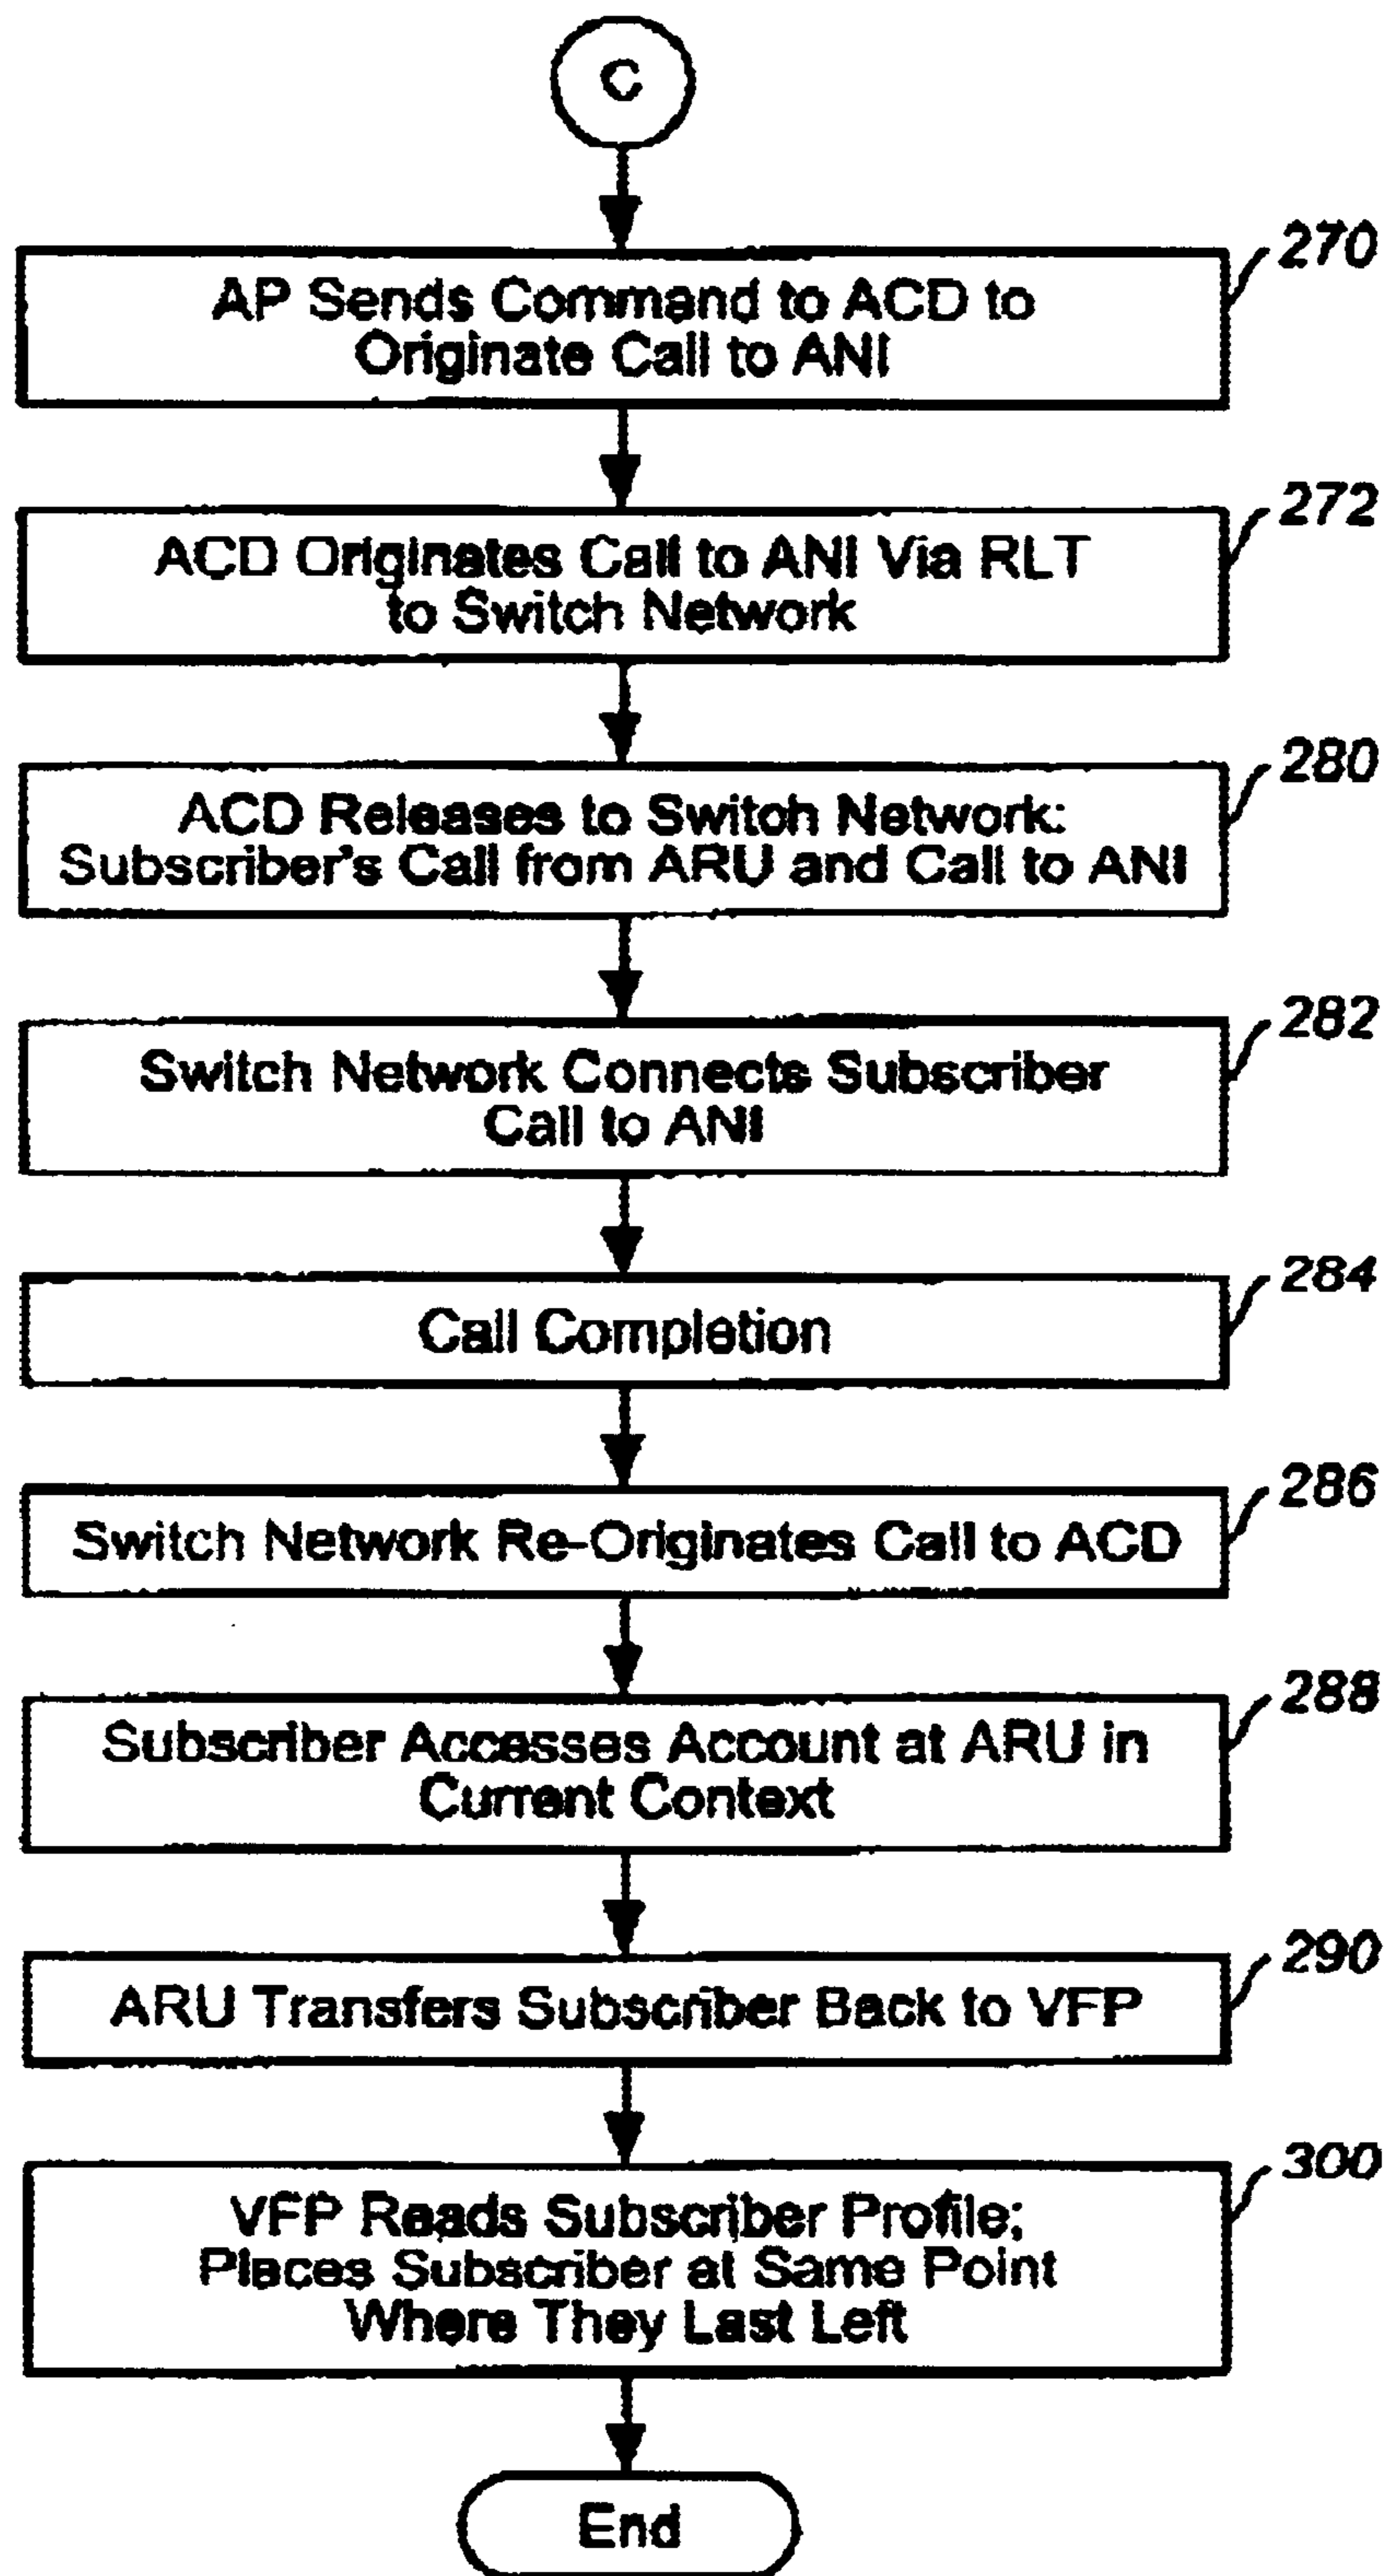 C
270
AP Sends Command to ACD to
Originate Call to ANI
272
ACD Originates Call to ANI Via RLT
to Switch Network
280
ACD Releases to Switch Network:
Subscriber's Call from ARU and Call to ANI
282
Switch Network Connects Subscriber
Call to ANI
284
Call Completion
286
Switch Network Re-Originates Call to ACD
288
Subscriber Accesses Account at ARU in
Current Context
290
ARU Transfers Subscriber Back to VFP
300
VFP Reads Subscriber Profile;
Places Subscriber at Same Point
Where They Last Left
End